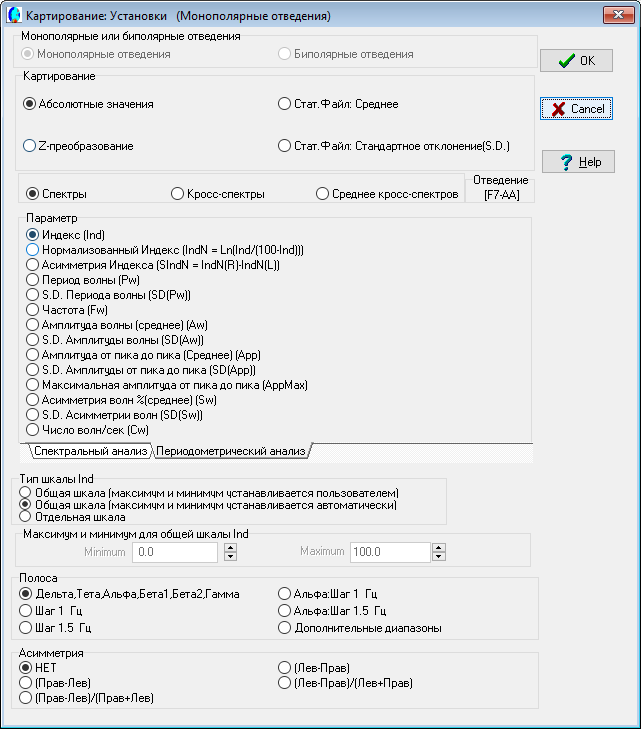 Картирование: Установки (Монополярные отведения)
Монополярные или биполярные отведения
Монополярные отведения
Биполярные отведения
OK
Картирование
Абсолютные значения
Стат.Файл: Среднее
Cancel
Z-преобразование
Стат.Файл: Стандартное отклонение(S.D.)
Help
Спектры
Кросс-спектры
Среднее кросс-спектров
Отведение
[F7-AA]
Параметр
Индекс (Ind)
Нормализованный Индекс (IndN = Ln(Ind/(100-Ind)))
Асимметрия Индекса (SIndN = IndN(R)-IndN(L))
Период волны (Pw)
S.D. Периода волны (SD(Pw))
Частота (Fw)
Амплитуда волны (среднее) (Aw)
S.D. Амплитуды волны (SD(Aw))
Амплитуда от пика до пика (Среднее) (App)
S.D. Амплитуды от пика до пика (SD(App))
Максимальная амплитуда от пика до пика (AppMax)
Асимметрия волн %(среднее) (Sw)
S.D. Асимметрии волн (SD(Sw))
Число волн/сек (Cw)
Спектральный анализ
Периодометрический анализ
Тип шкалы Ind
Общая шкала (максимум и минимум устанавливается пользователем)
Общая шкала (максимум и минимум устанавливается автоматически)
Отдельная шкала
Максимум и минимум для общей шкалы Ind
Minimum 0.0
Maximum 100.0
Полоса
Дельта,Тета,Альфа,Бета1,Бета2,Гамма
Альфа:Шаг 1 Гц
Шаг 1 Гц
Альфа:Шаг 1.5 Гц
Шаг 1.5 Гц
Дополнительные диапазоны
Асимметрия
НЕТ
(Лев-Прав)
(Прав-Лев)
(Лев-Прав)/(Лев+Прав)
(Прав-Лев)/(Прав+Лев)